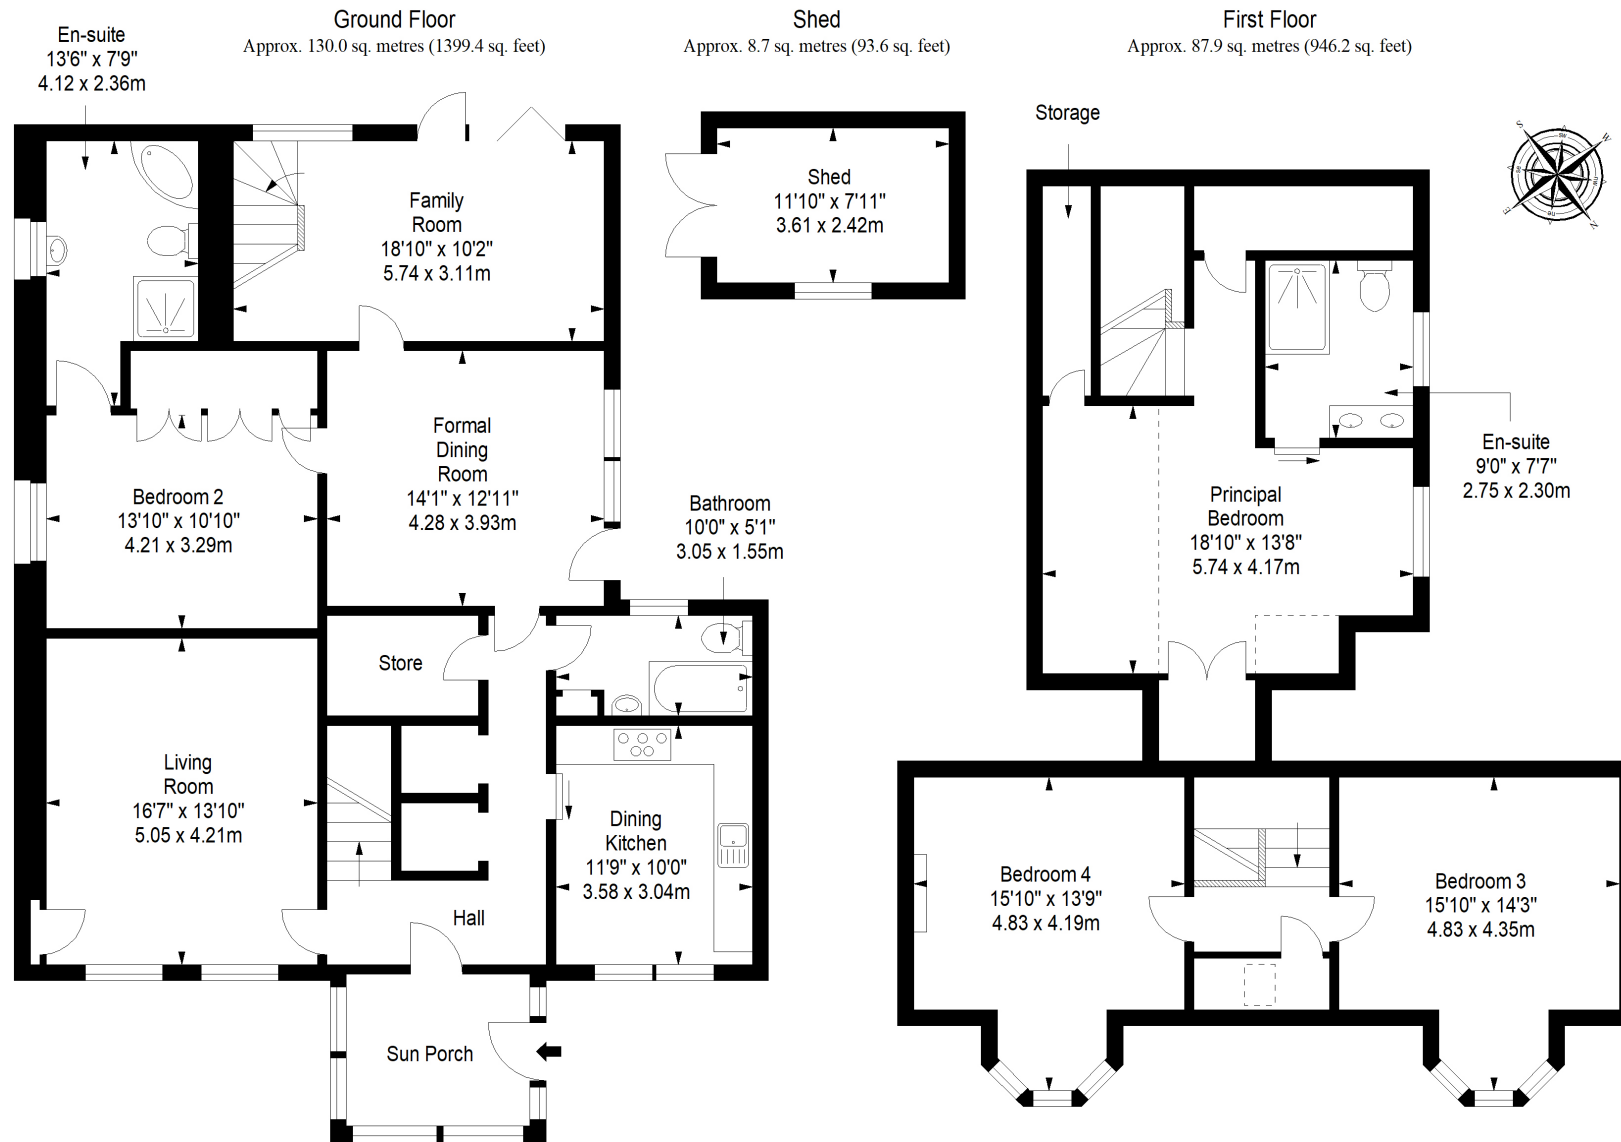 Ground Floor
Approx. 130.0 sq. metres (1399.4 sq. feet)
Shed
Approx. 8.7 sq. metres (93.6 sq. feet)
First Floor
Approx. 87.9 sq. metres (946.2 sq. feet)
En-suite
13'6" x 7'9"
4.12 x 2.36m
Family
Room
18'10" x 10'2"
5.74 x 3.11m
Formal
Dining
Room
14'1" x 12'11"
4.28 x 3.93m
Bedroom 2
13'10" x 10'10"
4.21 x 3.29m
Bathroom
10'0" x 5'1"
3.05 x 1.55m
Store
Living
Room
16'7" x 13'10"
5.05 x 4.21m
Dining
Kitchen
11'9" x 10'0"
3.58 x 3.04m
Hall
Sun Porch
Shed
11'10" x 7'11"
3.61 x 2.42m
Storage
S
W
E
N
sw
nw
ne
se
En-suite
9'0" x 7'7"
2.75 x 2.30m
Principal
Bedroom
18'10" x 13'8"
5.74 x 4.17m
Bedroom 4
15'10" x 13'9"
4.83 x 4.19m
Bedroom 3
15'10" x 14'3"
4.83 x 4.35m